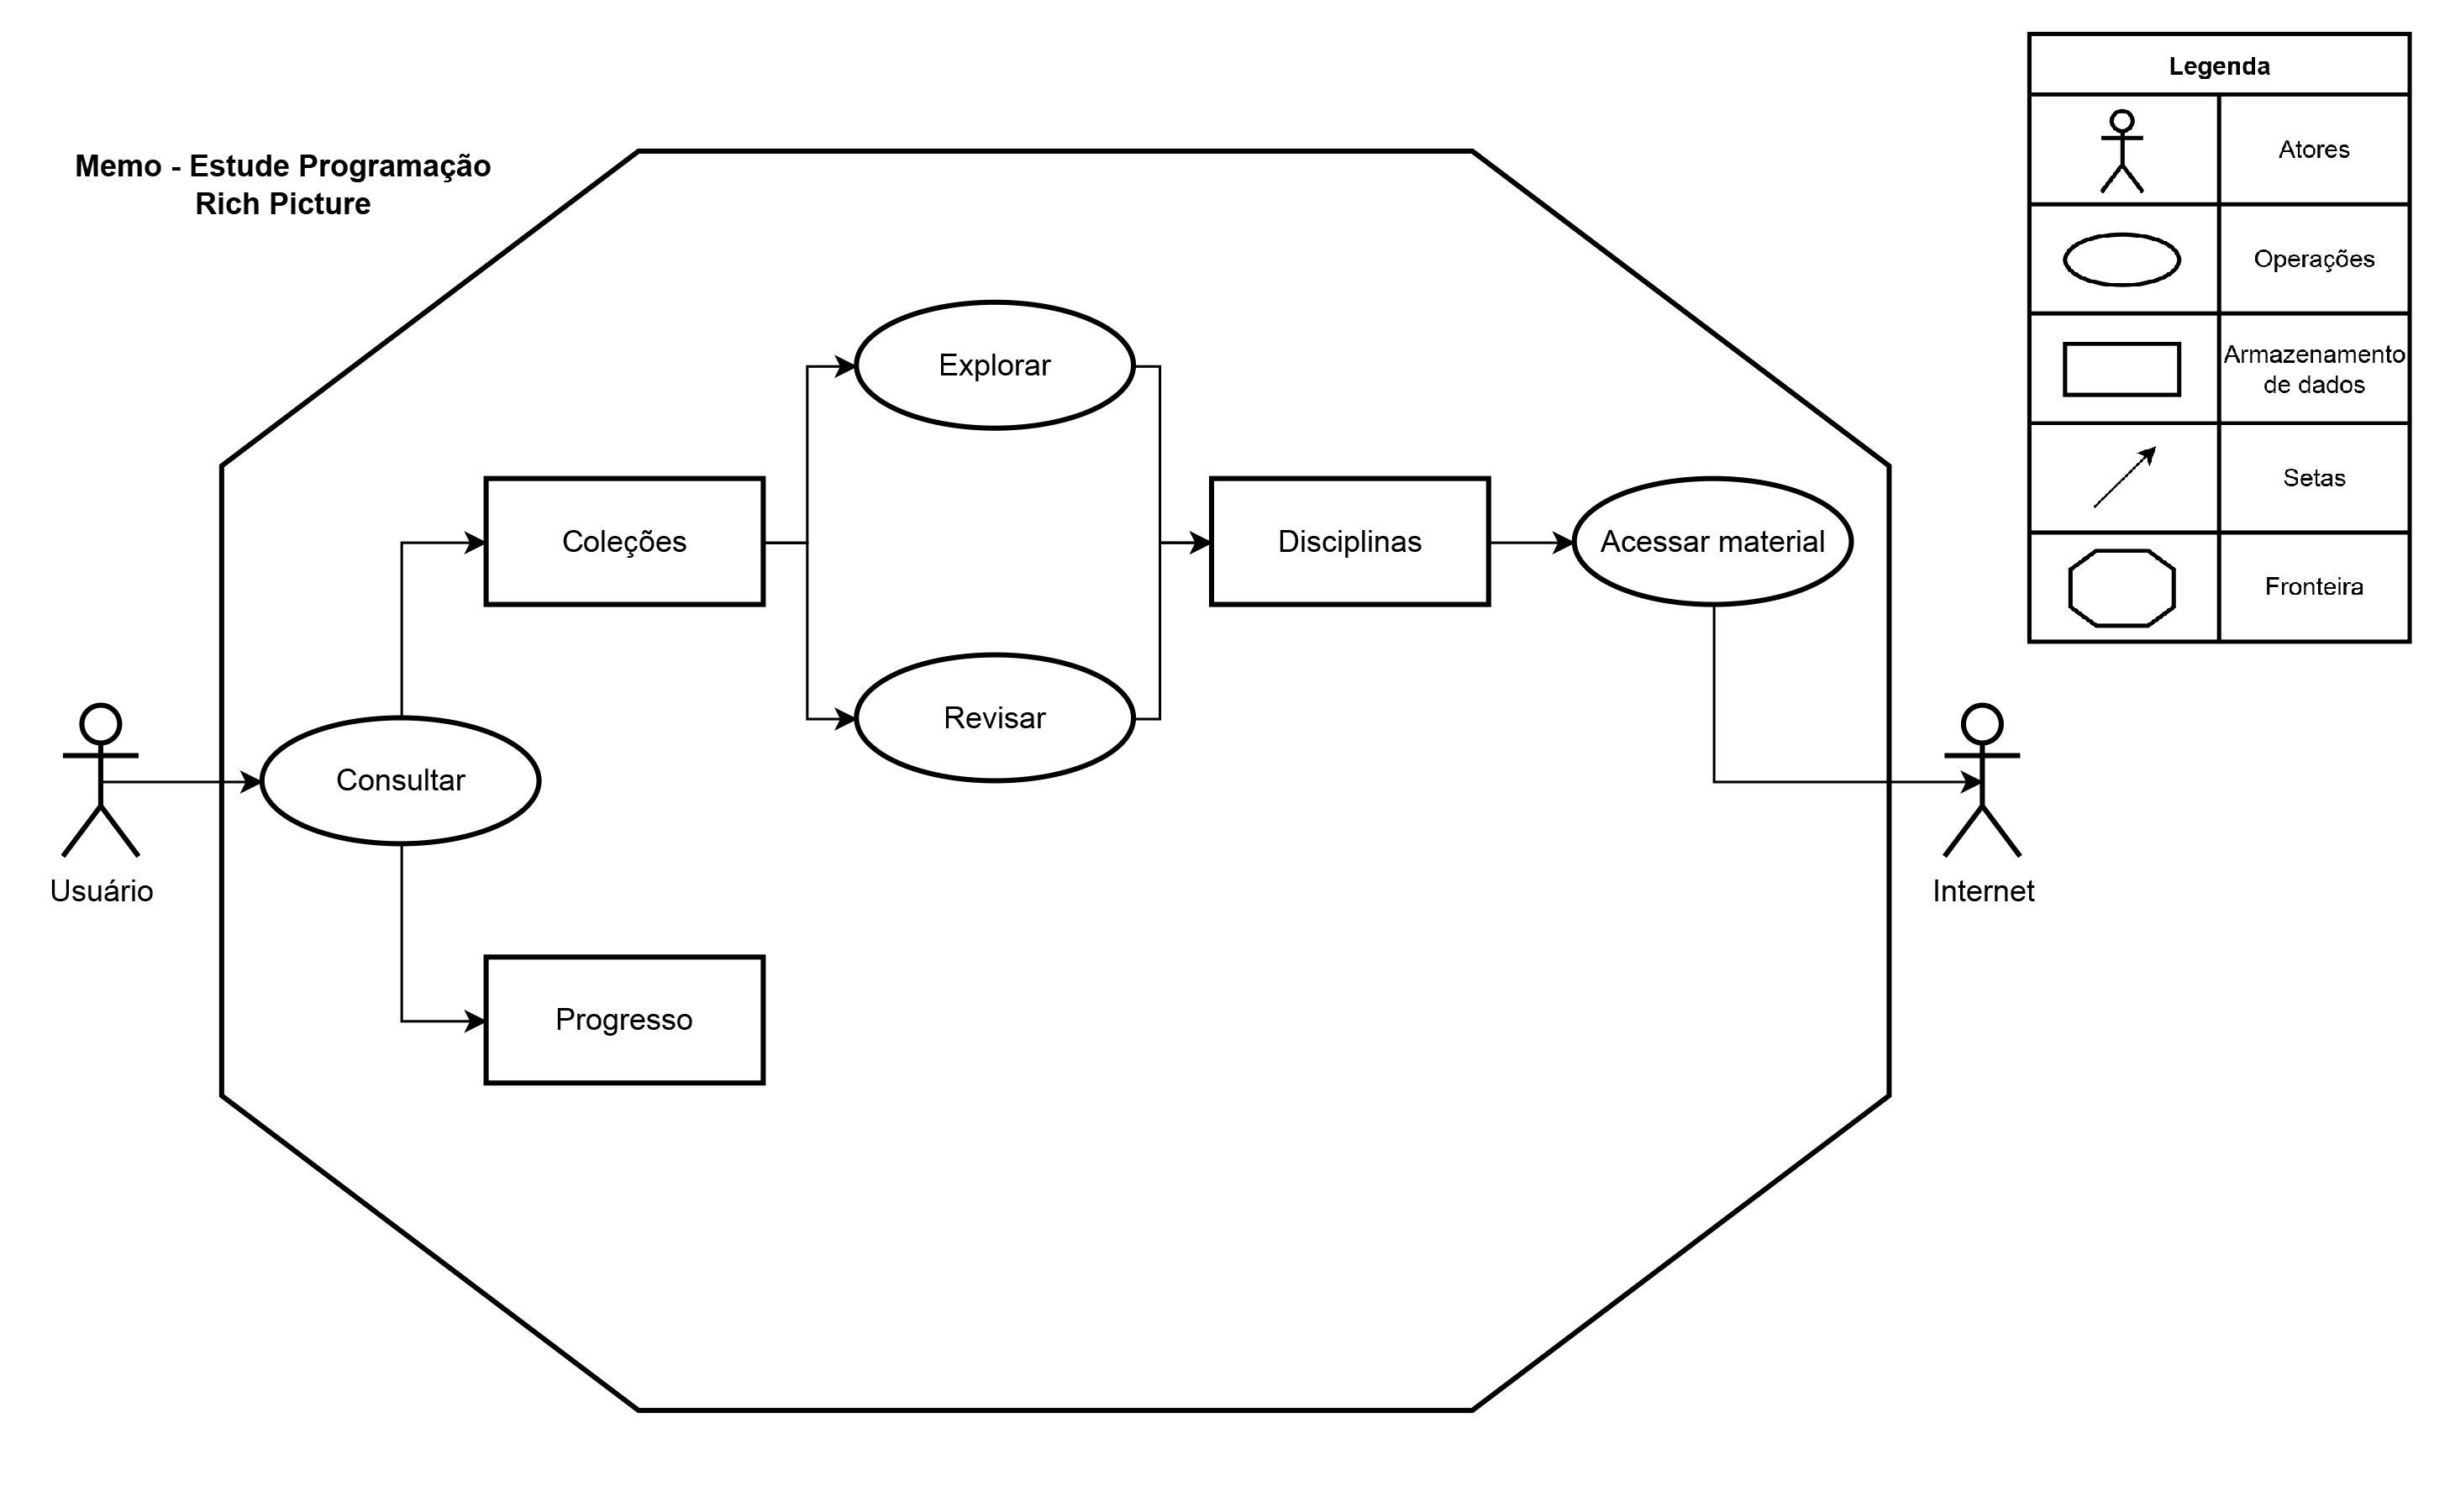 Memo - Estude Programação
Rich Picture
Legenda
Atores
Operações
Armazenamento
de dados
Setas
Fronteira
Explorar
Coleções
Disciplinas
Acessar material
Revisar
Consultar
Usuário
Internet
Progresso